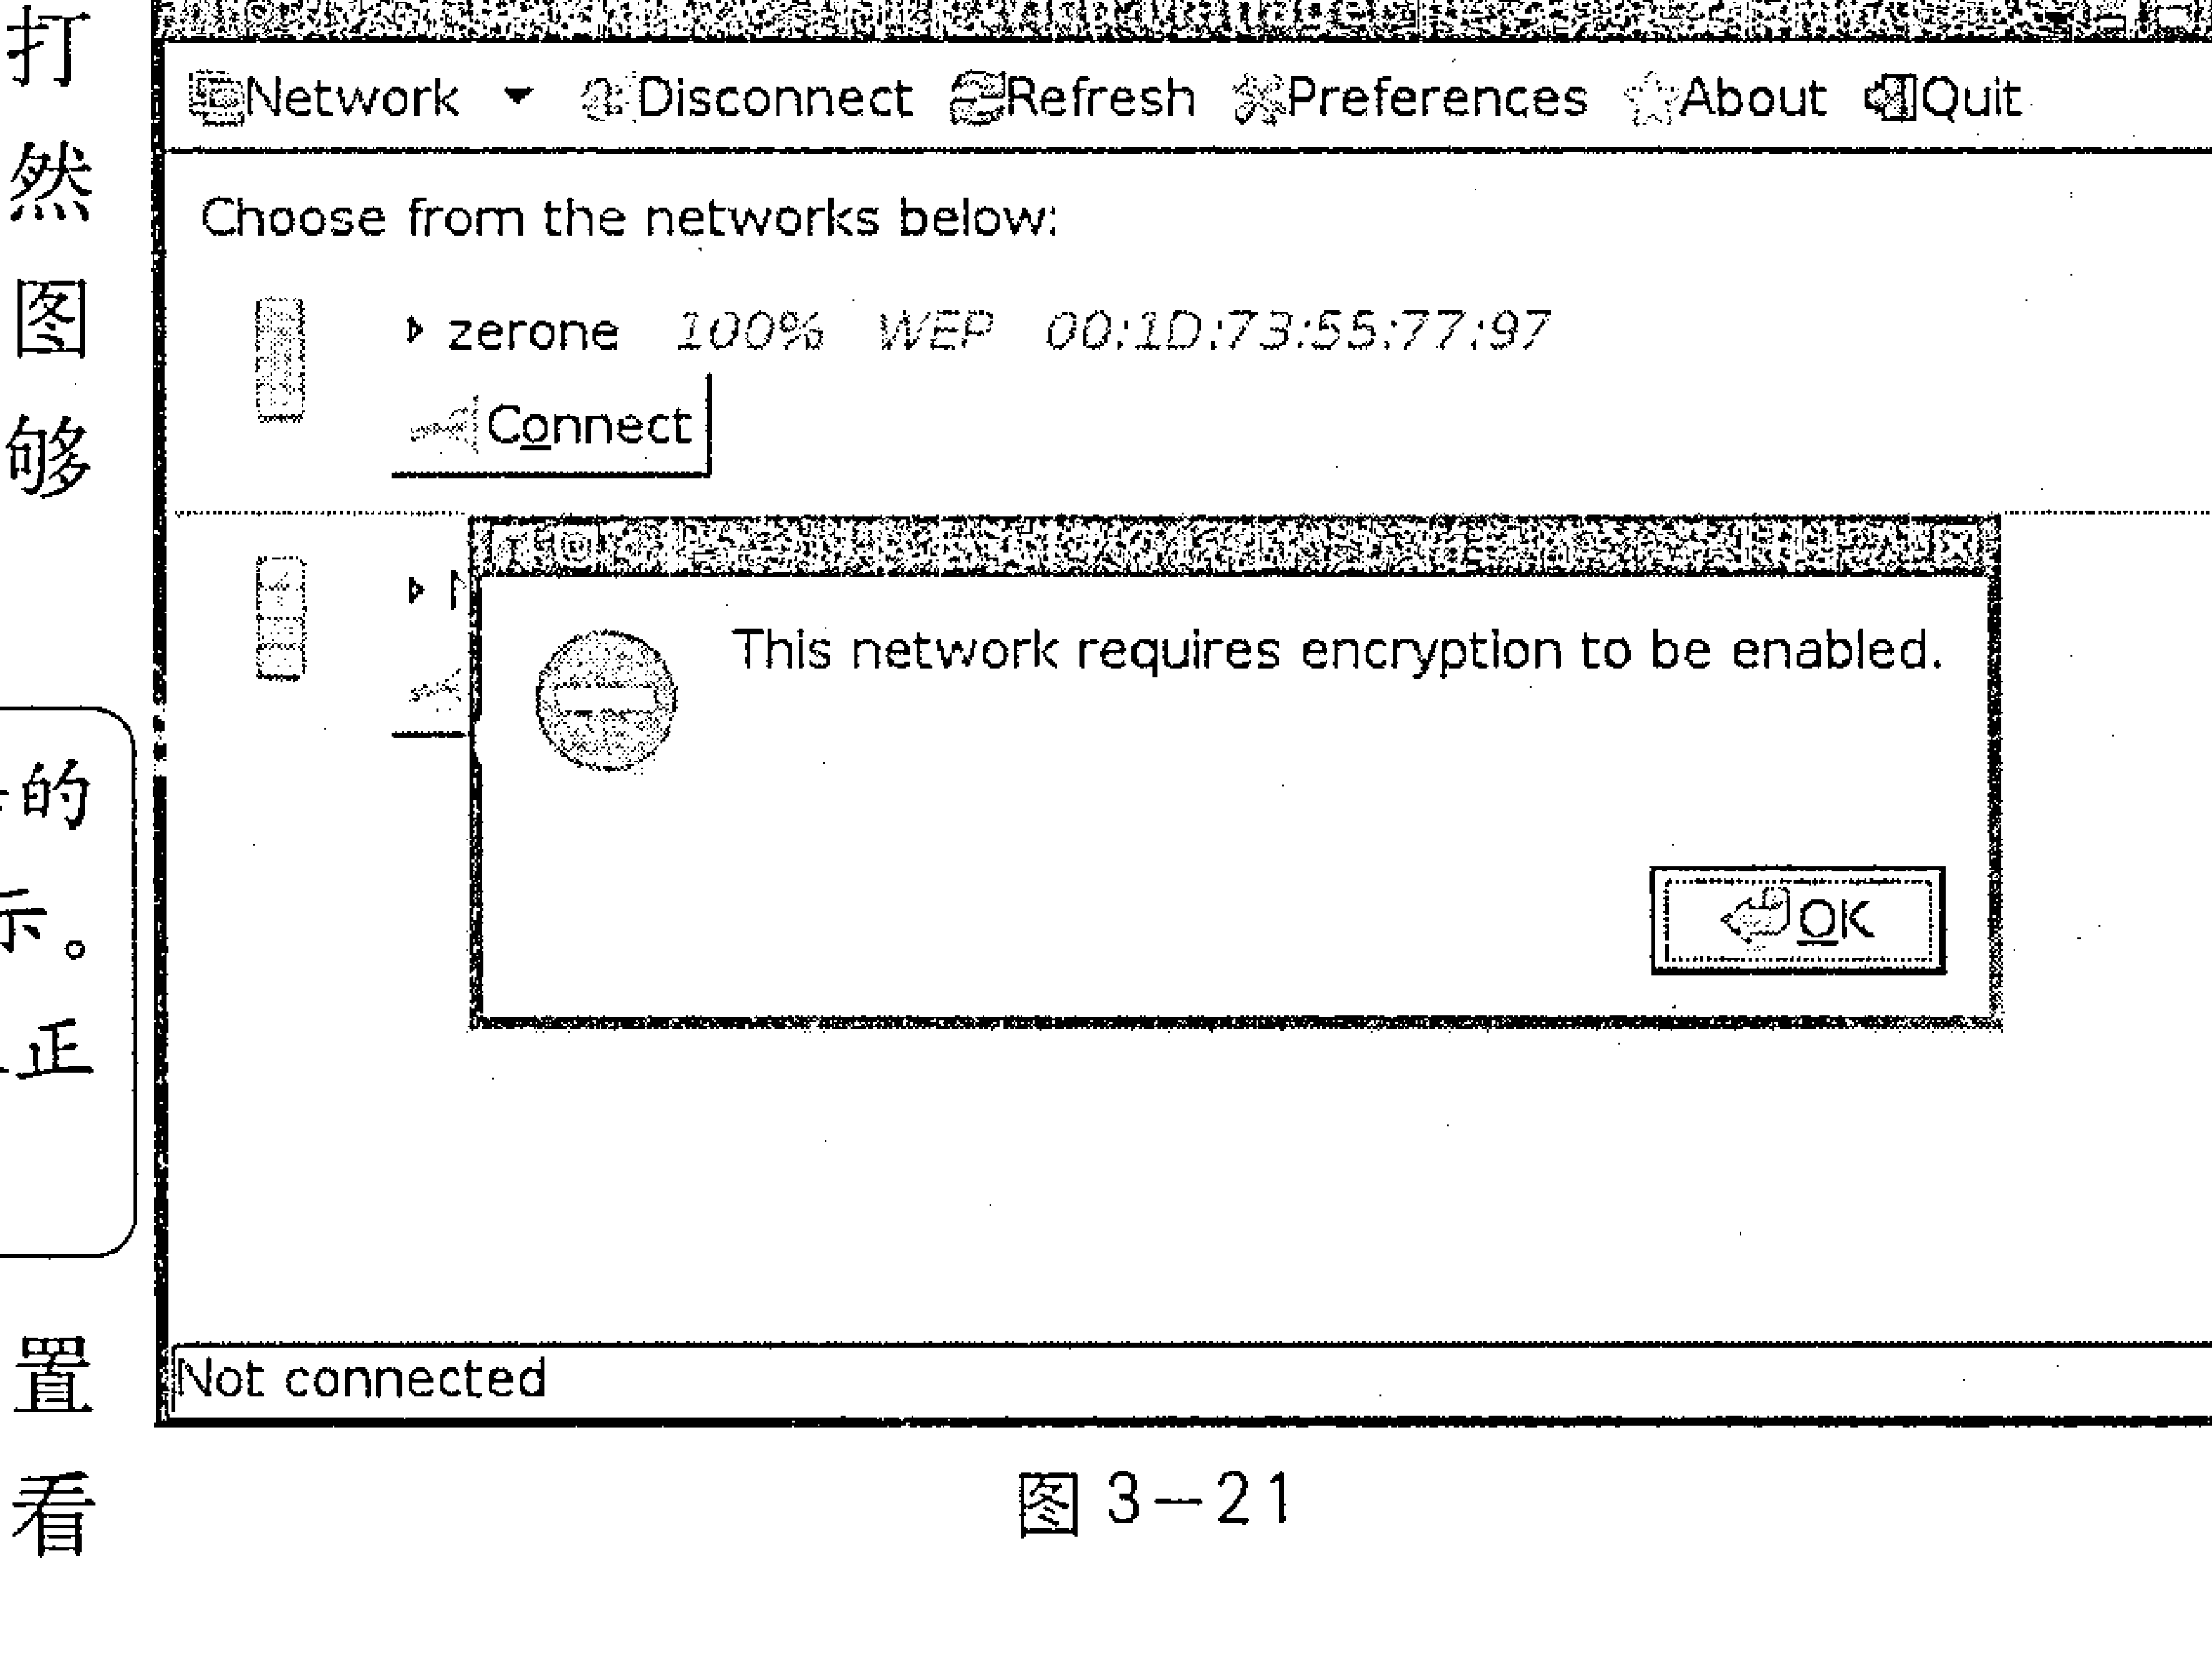 打
然
图
够
的
示。
正
置
看
Manager
Network Disconnect Refresh Preferences About Quit
Choose from the networks below:
zerone 100% WEP 00:1D:73:55:77:97
Connect
This network requires encryption to be enabled.
OK
Not connected
图 3-21